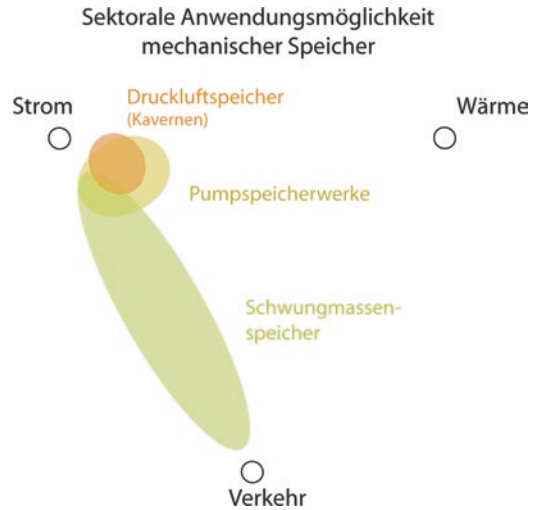 Sektorale Anwendungsmöglichkeit
mechanischer Speicher
Strom
Druckluftspeicher
(Kavernen)
Wärme
Pumpspeicherwerke
Schwungmassen-
speicher
Verkehr